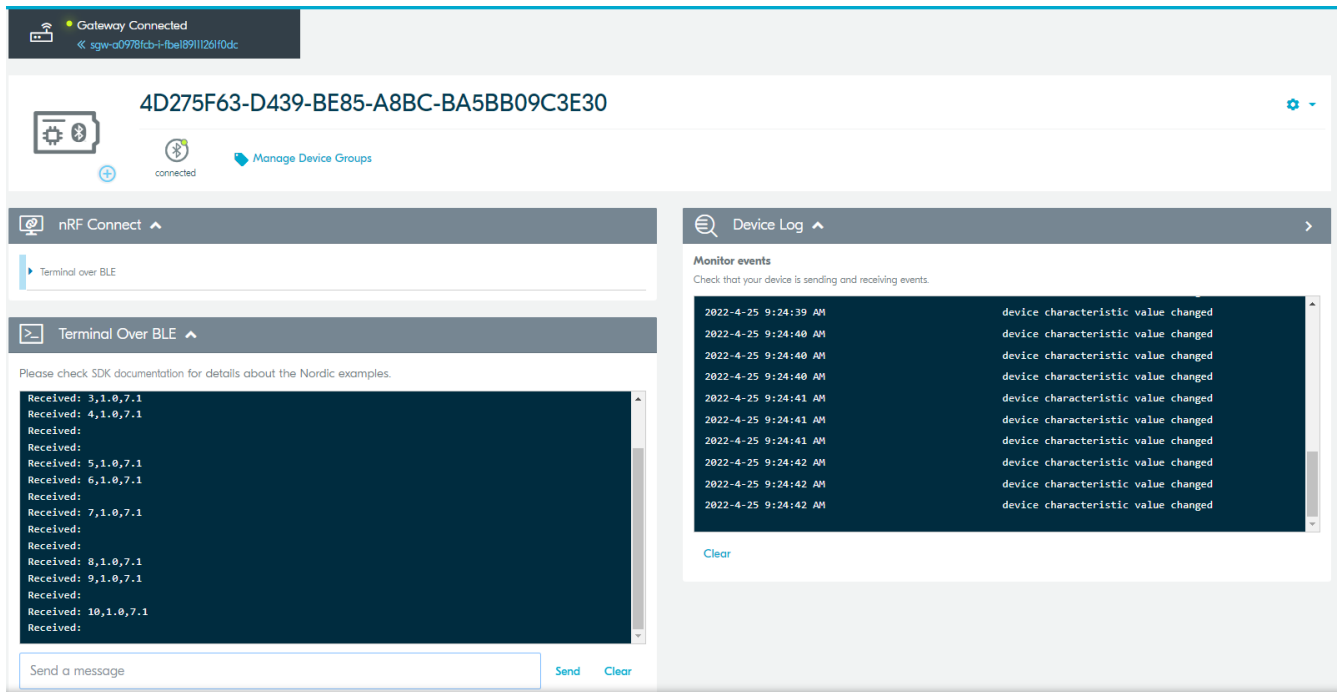 Gateway Connected
« sgw-a0978fcb-i-fbe18911126lf0dc
4D275F63-D439-BE85-A8BC-BA5BB09C3E30
connected
Manage Device Groups
nRF Connect
Terminal over BLE
Terminal Over BLE
Please check SDK documentation for details about the Nordic examples.
Received: 3,1.0,7.1
Received: 4,1.0,7.1
Received:
Received:
Received: 5,1.0,7.1
Received: 6,1.0,7.1
Received:
Received: 7,1.0,7.1
Received:
Received:
Received: 8,1.0,7.1
Received: 9,1.0,7.1
Received:
Received: 10,1.0,7.1
Received:
Send a message
Send
Clear
Device Log
Monitor events
Check that your device is sending and receiving events.
2022-4-25 9:24:39 AM device characteristic value changed
2022-4-25 9:24:40 AM device characteristic value changed
2022-4-25 9:24:40 AM device characteristic value changed
2022-4-25 9:24:40 AM device characteristic value changed
2022-4-25 9:24:41 AM device characteristic value changed
2022-4-25 9:24:41 AM device characteristic value changed
2022-4-25 9:24:41 AM device characteristic value changed
2022-4-25 9:24:42 AM device characteristic value changed
2022-4-25 9:24:42 AM device characteristic value changed
2022-4-25 9:24:42 AM device characteristic value changed
Clear